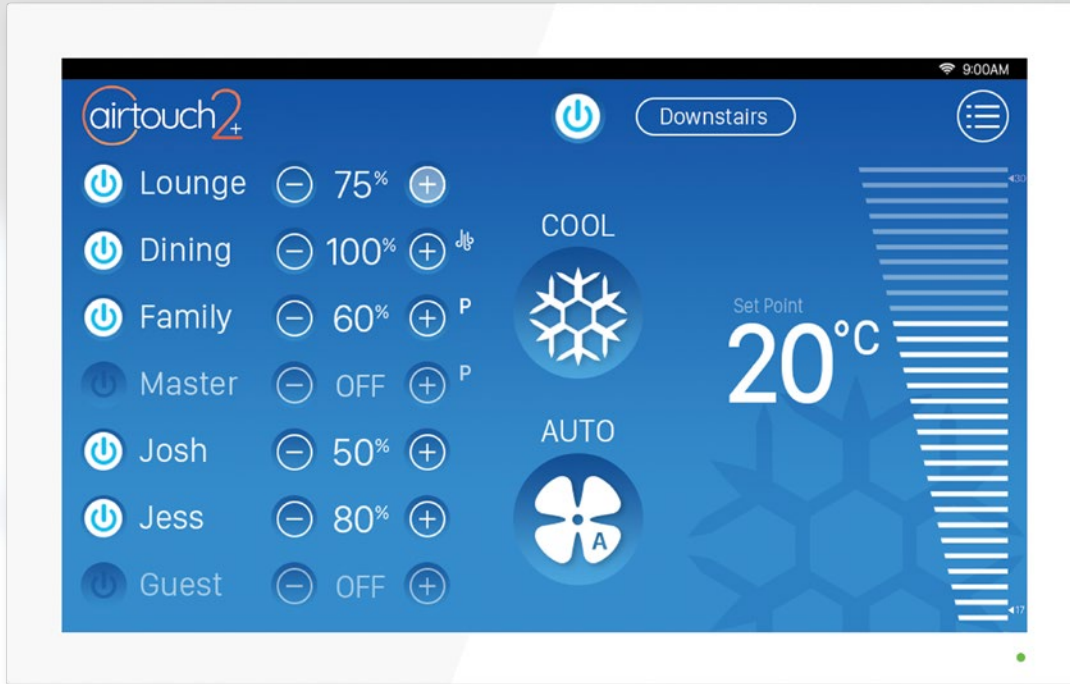 9:00AM
airtouch2+
Downstairs
Lounge 75%
Dining 100%
Family 60% P
Master OFF P
Josh 50%
Jess 80%
Guest OFF
COOL
AUTO
A
Set Point
20°C
30
17